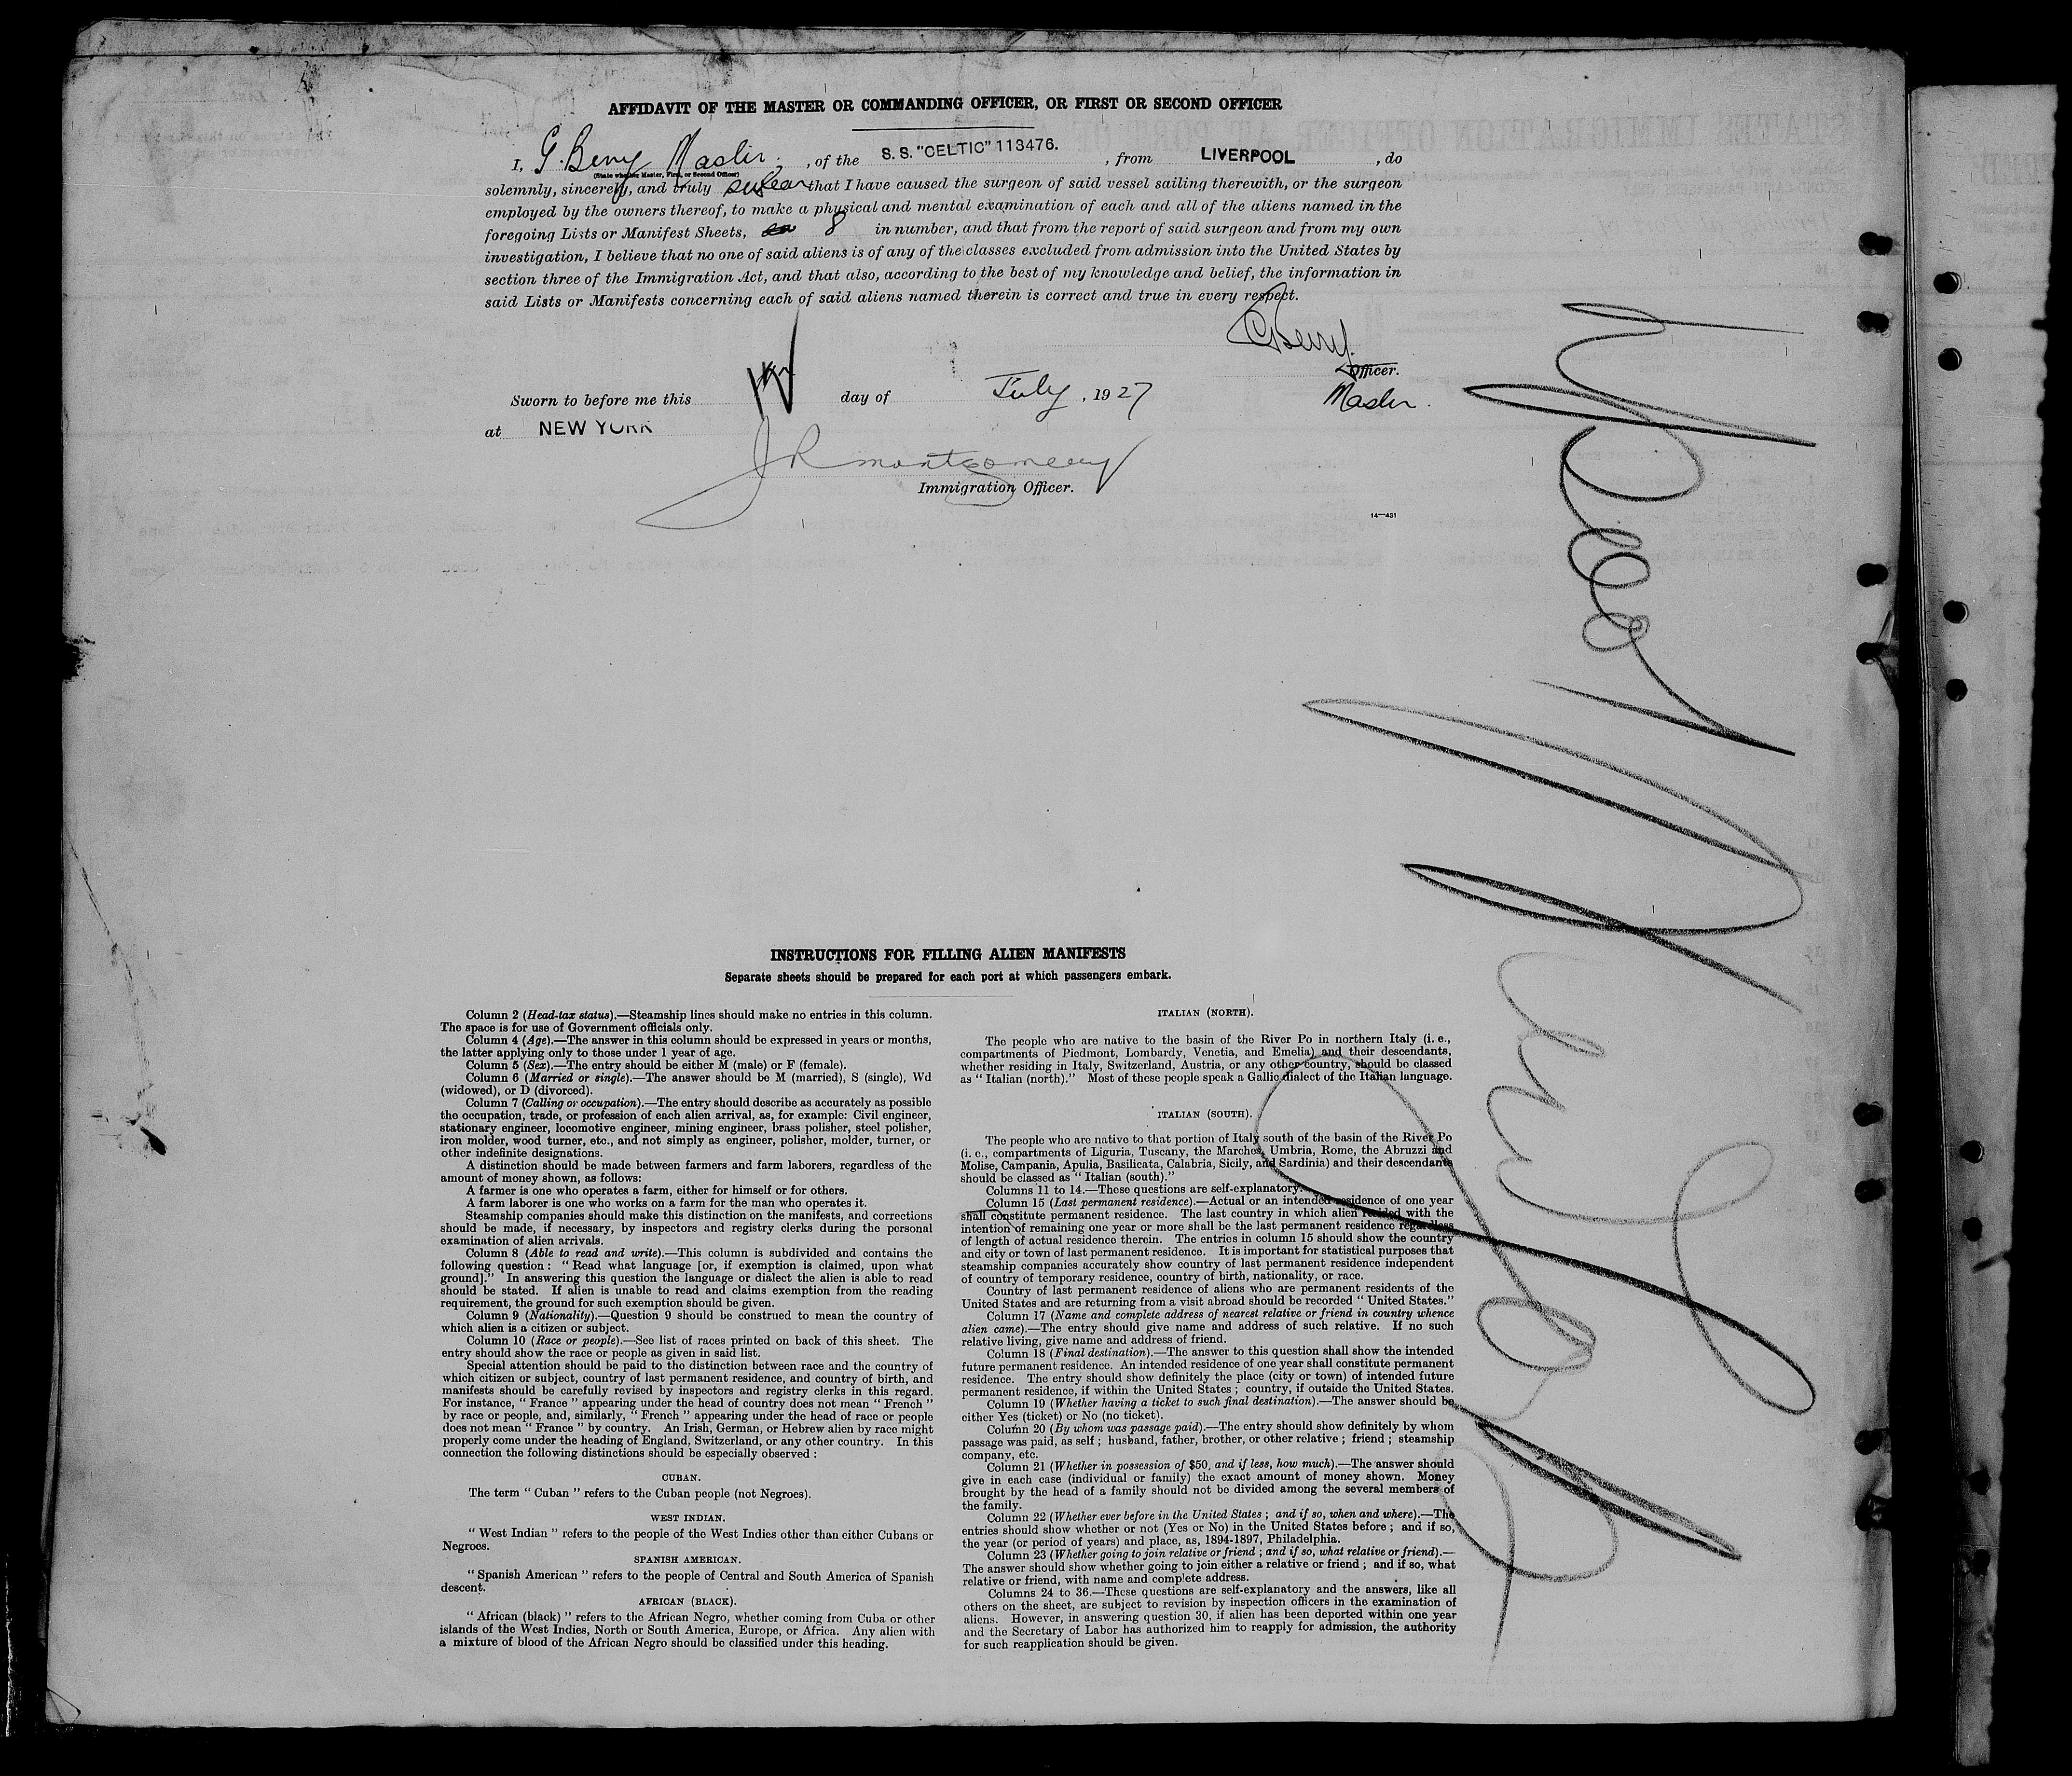 AFFIDAVIT OF THE MASTER OR COMMANDING OFFICER, OR FIRST OR SECOND OFFICER
I, G. Berry Master, of the S. S. "CELTIC" 113476. , from LIVERPOOL , do
(State whether Master, First, or Second Officer)
solemnly, sincerely, and truly swear that I have caused the surgeon of said vessel sailing therewith, or the surgeon
employed by the owners thereof, to make a physical and mental examination of each and all of the aliens named in the
foregoing Lists or Manifest Sheets, 8 in number, and that from the report of said surgeon and from my own
investigation, I believe that no one of said aliens is of any of the classes excluded from admission into the United States by
section three of the Immigration Act, and that also, according to the best of my knowledge and belief, the information in
said Lists or Manifests concerning each of said aliens named therein is correct and true in every respect.
G Berry
Officer.
Master.
Sworn to before me this day of July , 1927
at NEW YORK
J R Montgomery
Immigration Officer.
14—431
INSTRUCTIONS FOR FILLING ALIEN MANIFESTS
Separate sheets should be prepared for each port at which passengers embark.
Column 2 (Head-tax status).—Steamship lines should make no entries in this column.
The space is for use of Government officials only.
Column 4 (Age).—The answer in this column should be expressed in years or months,
the latter applying only to those under 1 year of age.
Column 5 (Sex).—The entry should be either M (male) or F (female).
Column 6 (Married or single).—The answer should be M (married), S (single), Wd
(widowed), or D (divorced).
Column 7 (Calling or occupation).—The entry should describe as accurately as possible
the occupation, trade, or profession of each alien arrival, as, for example: Civil engineer,
stationary engineer, locomotive engineer, mining engineer, brass polisher, steel polisher,
iron molder, wood turner, etc., and not simply as engineer, polisher, molder, turner, or
other indefinite designations.
A distinction should be made between farmers and farm laborers, regardless of the
amount of money shown, as follows:
A farmer is one who operates a farm, either for himself or for others.
A farm laborer is one who works on a farm for the man who operates it.
Steamship companies should make this distinction on the manifests, and corrections
should be made, if necessary, by inspectors and registry clerks during the personal
examination of alien arrivals.
Column 8 (Able to read and write).—This column is subdivided and contains the
following question: "Read what language [or, if exemption is claimed, upon what
ground]." In answering this question the language or dialect the alien is able to read
should be stated. If alien is unable to read and claims exemption from the reading
requirement, the ground for such exemption should be given.
Column 9 (Nationality).—Question 9 should be construed to mean the country of
which alien is a citizen or subject.
Column 10 (Race or people).—See list of races printed on back of this sheet. The
entry should show the race or people as given in said list.
Special attention should be paid to the distinction between race and the country of
which citizen or subject, country of last permanent residence, and country of birth, and
manifests should be carefully revised by inspectors and registry clerks in this regard.
For instance, "France" appearing under the head of country does not mean "French"
by race or people, and, similarly, "French" appearing under the head of race or people
does not mean "France" by country. An Irish, German, or Hebrew alien by race might
properly come under the heading of England, Switzerland, or any other country. In this
connection the following distinctions should be especially observed:
CUBAN.
The term "Cuban" refers to the Cuban people (not Negroes).
WEST INDIAN.
"West Indian" refers to the people of the West Indies other than either Cubans or
Negroes.
SPANISH AMERICAN.
"Spanish American" refers to the people of Central and South America of Spanish
descent.
AFRICAN (BLACK).
"African (black)" refers to the African Negro, whether coming from Cuba or other
islands of the West Indies, North or South America, Europe, or Africa. Any alien with
a mixture of blood of the African Negro should be classified under this heading.
ITALIAN (NORTH).
The people who are native to the basin of the River Po in northern Italy (i. e.,
compartments of Piedmont, Lombardy, Venetia, and Emelia) and their descendants,
whether residing in Italy, Switzerland, Austria, or any other country, should be classed
as "Italian (north)." Most of these people speak a Gallic dialect of the Italian language.
ITALIAN (SOUTH).
The people who are native to that portion of Italy south of the basin of the River Po
(i. e., compartments of Liguria, Tuscany, the Marches, Umbria, Rome, the Abruzzi and
Molise, Campania, Apulia, Basilicata, Calabria, Sicily, and Sardinia) and their descendants
should be classed as "Italian (south)."
Columns 11 to 14.—These questions are self-explanatory.
Column 15 (Last permanent residence).—Actual or an intended residence of one year
shall constitute permanent residence. The last country in which alien resided with the
intention of remaining one year or more shall be the last permanent residence regardless
of length of actual residence therein. The entries in column 15 should show the country
and city or town of last permanent residence. It is important for statistical purposes that
steamship companies accurately show country of last permanent residence independent
of country of temporary residence, country of birth, nationality, or race.
Country of last permanent residence of aliens who are permanent residents of the
United States and are returning from a visit abroad should be recorded "United States."
Column 17 (Name and complete address of nearest relative or friend in country whence
alien came).—The entry should give name and address of such relative. If no such
relative living, give name and address of friend.
Column 18 (Final destination).—The answer to this question shall show the intended
future permanent residence. An intended residence of one year shall constitute permanent
residence. The entry should show definitely the place (city or town) of intended future
permanent residence, if within the United States; country, if outside the United States.
Column 19 (Whether having a ticket to such final destination).—The answer should be
either Yes (ticket) or No (no ticket).
Column 20 (By whom was passage paid).—The entry should show definitely by whom
passage was paid, as self; husband, father, brother, or other relative; friend; steamship
company, etc.
Column 21 (Whether in possession of $50, and if less, how much).—The answer should
give in each case (individual or family) the exact amount of money shown. Money
brought by the head of a family should not be divided among the several members of
the family.
Column 22 (Whether ever before in the United States; and if so, when and where).—The
entries should show whether or not (Yes or No) in the United States before; and if so,
the year (or period of years) and place, as, 1894-1897, Philadelphia.
Column 23 (Whether going to join relative or friend; and if so, what relative or friend).—
The answer should show whether going to join either a relative or friend; and if so, what
relative or friend, with name and complete address.
Columns 24 to 36.—These questions are self-explanatory and the answers, like all
others on the sheet, are subject to revision by inspection officers in the examination of
aliens. However, in answering question 30, if alien has been deported within one year
and the Secretary of Labor has authorized him to reapply for admission, the authority
for such reapplication should be given.